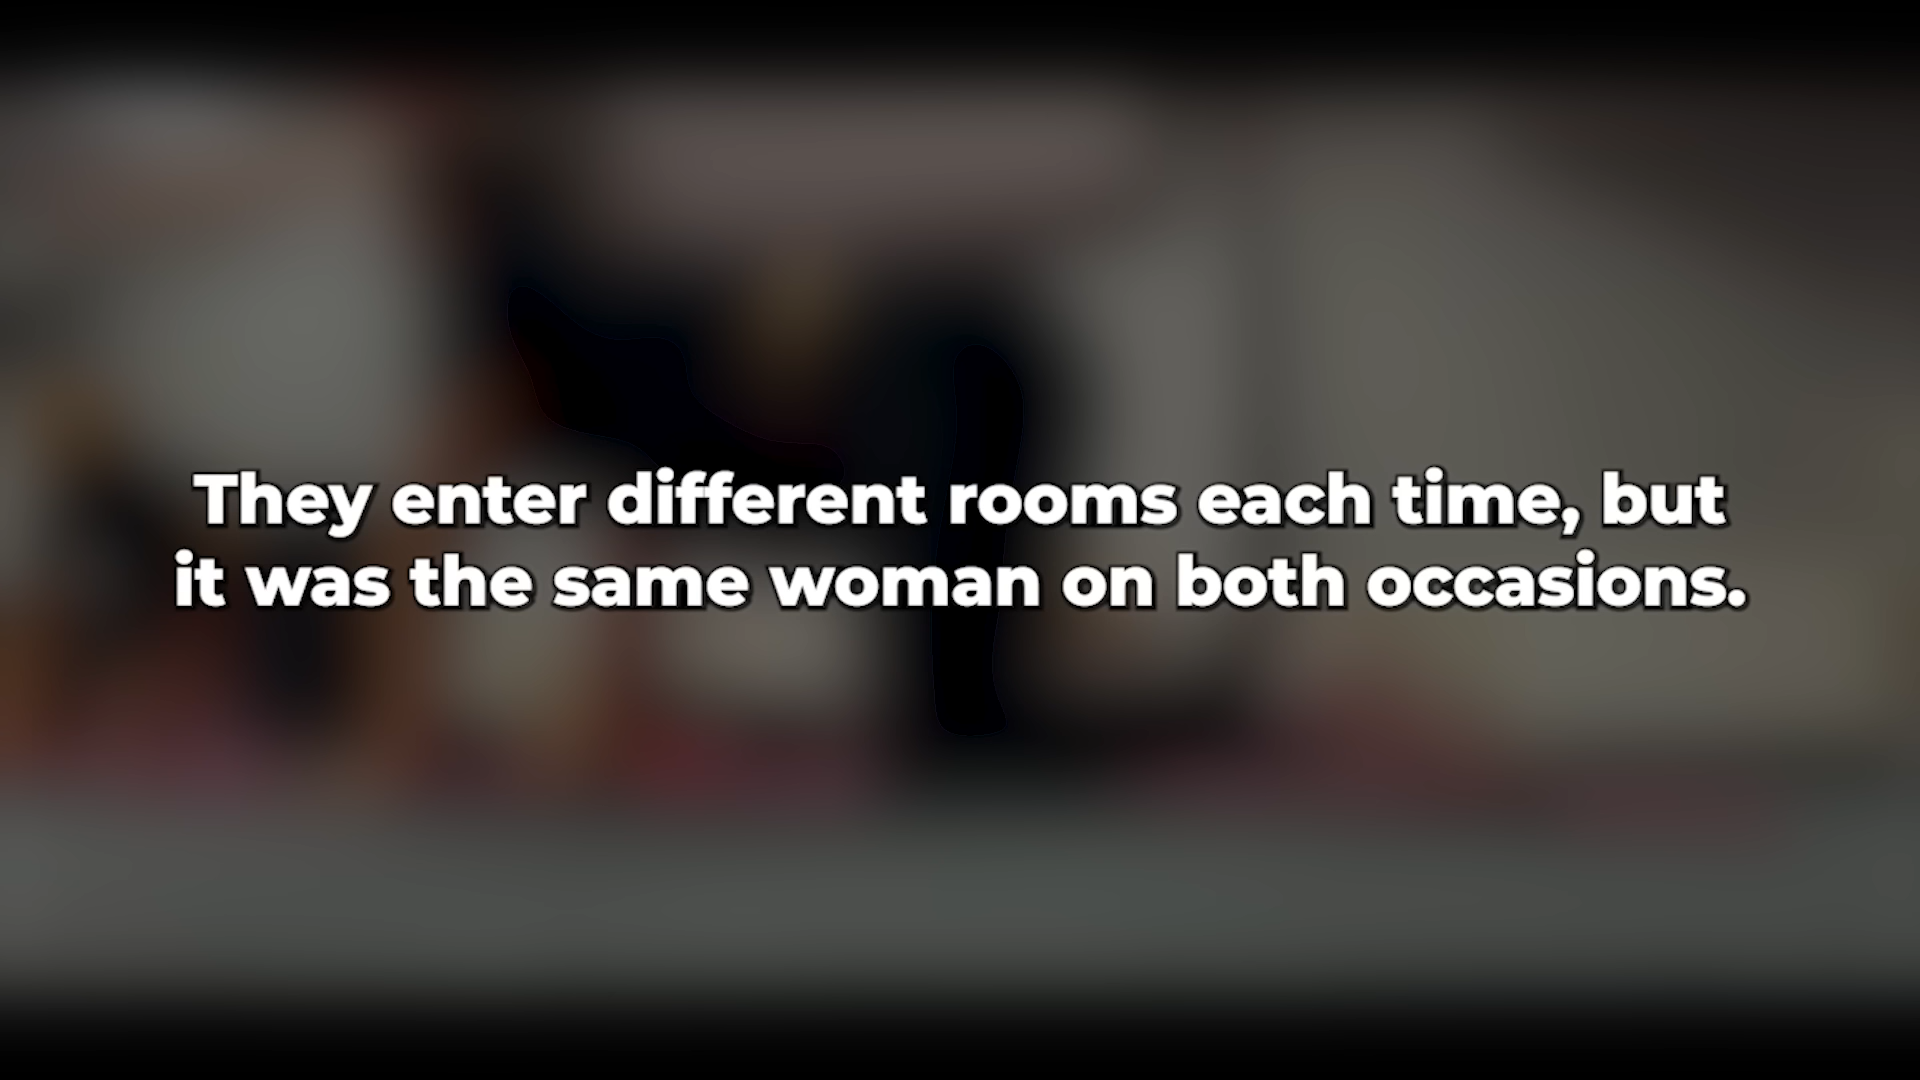 They enter different rooms each time, but
it was the same woman on both occasions.